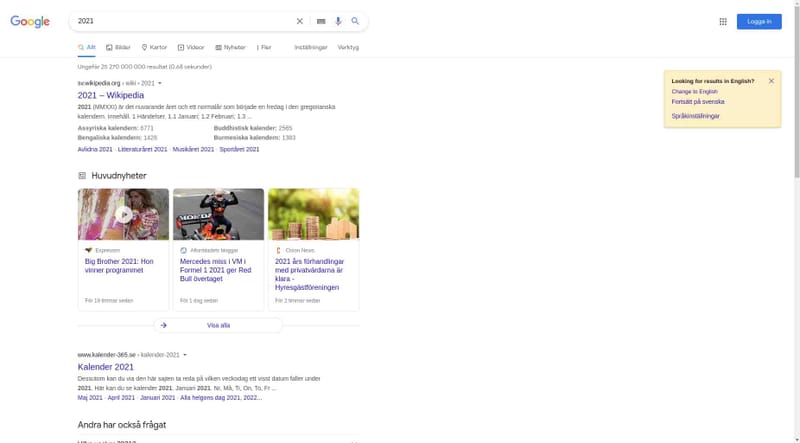 Google
2021
Logga in
Allt
Bilder
Kartor
Videor
Nyheter
Fler
Inställningar
Verktyg
Ungefär 25 270 000 000 resultat (0,65 sekunder)
sv.wikipedia.org › wiki › 2021
2021 – Wikipedia
2021 (MMXXI) är det nuvarande året och ett normalår som började en fredag i den gregorianska
kalendern. Innehåll. 1 Händelser. 1.1 Januari; 1.2 Februari; 1.3 ...
Assyriska kalendern: 6771
Buddhistisk kalender: 2565
Bengaliska kalendern: 1428
Burmesiska kalendern: 1383
Avlidna 2021 · Litteraturåret 2021 · Musikåret 2021 · Sportåret 2021
Looking for results in English?
Change to English
Fortsätt på svenska
Språkinställningar
Huvudnyheter
Expressen
Big Brother 2021: Hon
vinner programmet
För 19 timmar sedan
Aftonbladets bloggar
Mercedes miss i VM i
Formel 1 2021 ger Red
Bull övertaget
För 1 dag sedan
Cision News
2021 års förhandlingar
med privatvärdarna är
klara -
Hyresgästföreningen
För 2 timmar sedan
Visa alla
www.kalender-365.se › kalender-2021
Kalender 2021
Dessutom kan du via den här sajten ta reda på vilken veckodag ett visst datum faller under
2021. Här kan du se kalender 2021. Januari 2021. Nr, Må, Ti, On, To, Fr ...
Maj 2021 · April 2021 · Januari 2021 · Alla helgons dag 2021, 2022...
Andra har också frågat